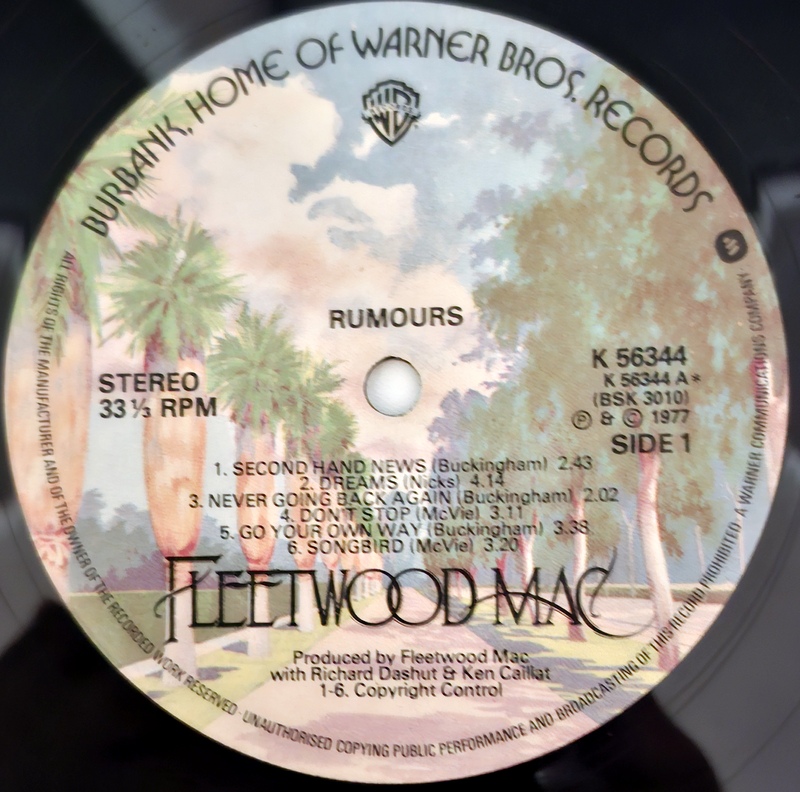 BURBANK, HOME OF WARNER BROS. RECORDS
RECORDS
RUMOURS
STEREO
33⅓ RPM
K 56344
K 56344 A*
(BSK 3010)
Ⓟ & © 1977
SIDE 1
1. SECOND HAND NEWS (Buckingham) 2.43
2. DREAMS (Nicks) 4.14
3. NEVER GOING BACK AGAIN (Buckingham) 2.02
4. DON'T STOP (McVie) 3.11
5. GO YOUR OWN WAY (Buckingham) 3.38
6. SONGBIRD (McVie) 3.20
FLEETWOOD MAC
Produced by Fleetwood Mac
with Richard Dashut & Ken Caillat
1-6. Copyright Control
ALL RIGHTS OF THE MANUFACTURER AND OF THE OWNER OF THE RECORDED WORK RESERVED · UNAUTHORISED COPYING PUBLIC PERFORMANCE AND BROADCASTING OF THIS RECORD PROHIBITED · A WARNER COMMUNICATIONS COMPANY